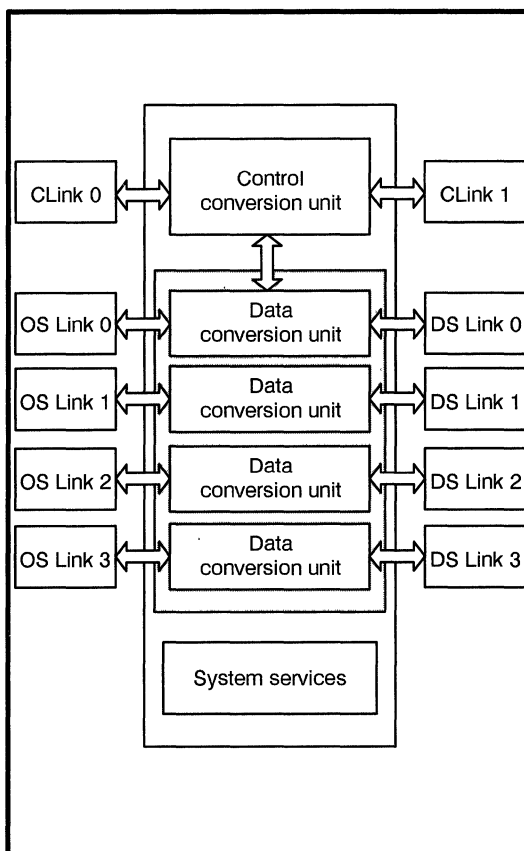 Control
conversion unit
CLink 0
CLink 1
Data
conversion unit
OS Link 0
DS Link 0
Data
conversion unit
OS Link 1
DS Link 1
Data
conversion unit
OS Link 2
DS Link 2
Data
conversion unit
OS Link 3
DS Link 3
System services